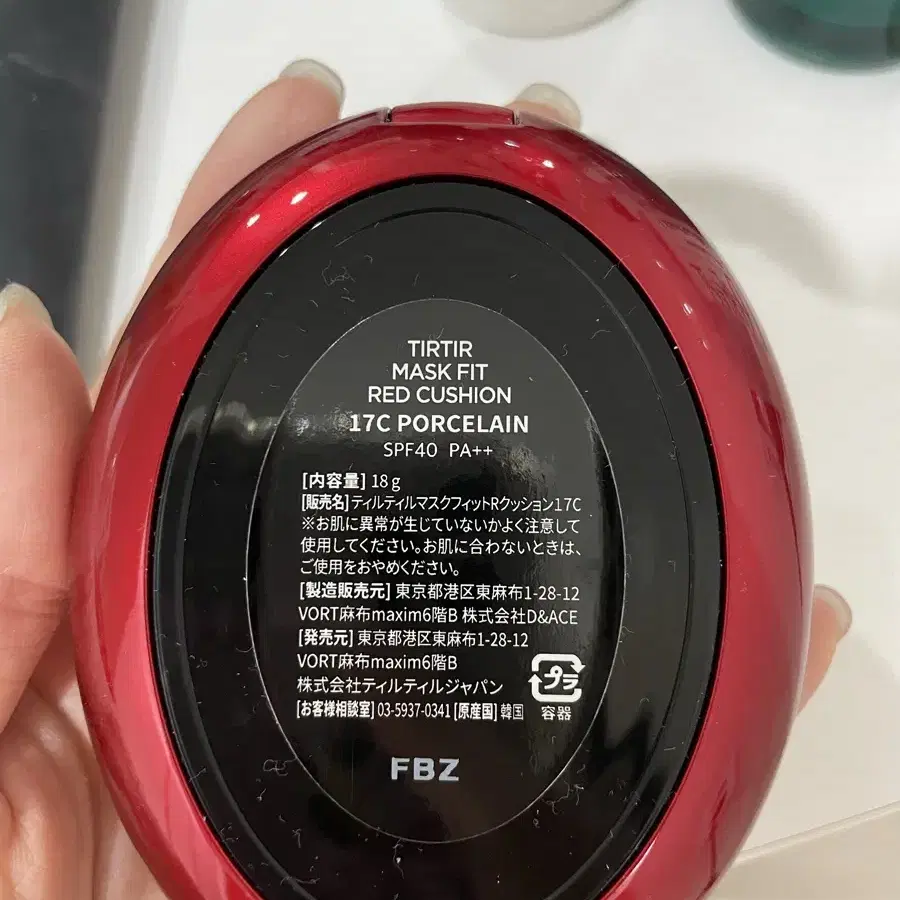 TIRTIR
MASK FIT
RED CUSHION
17C PORCELAIN
SPF40 PA++
[内容量] 18 g
[販売名]ティルティルマスクフィットRクッション17C
※お肌に異常が生じていないかよく注意して
使用してください。お肌に合わないときは、
ご使用をおやめください。
[製造販売元] 東京都港区東麻布1-28-12
VORT麻布maxim6階B 株式会社D&ACE
[発売元] 東京都港区東麻布1-28-12
VORT麻布maxim6階B
株式会社ティルティルジャパン
プラ
[お客様相談室] 03-5937-0341 [原産国] 韓国
容器
FBZ